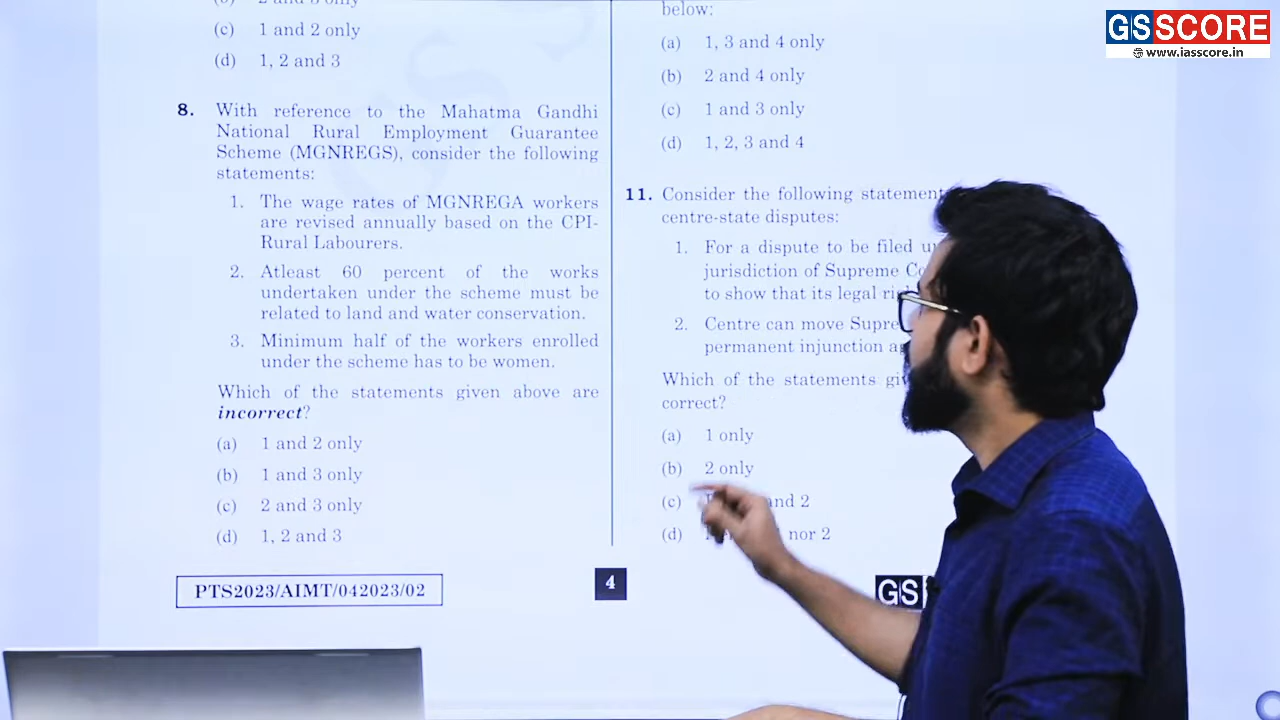 (c) 1 and 2 only
(d) 1, 2 and 3
8. With reference to the Mahatma Gandhi
National Rural Employment Guarantee
Scheme (MGNREGS), consider the following
statements:
1. The wage rates of MGNREGA workers
are revised annually based on the CPI-
Rural Labourers.
2. Atleast 60 percent of the works
undertaken under the scheme must be
related to land and water conservation.
3. Minimum half of the workers enrolled
under the scheme has to be women.
Which of the statements given above are
incorrect?
(a) 1 and 2 only
(b) 1 and 3 only
(c) 2 and 3 only
(d) 1, 2 and 3
below:
(a) 1, 3 and 4 only
(b) 2 and 4 only
(c) 1 and 3 only
(d) 1, 2, 3 and 4
11. Consider the following
centre-state disputes:
1. For a dispute to be filed
jurisdiction of Supreme
to show that its legal
2. Centre can move
permanent injunction
Which of the statements
correct?
(a) 1 only
(b) 2 only
(c) and 2
(d) nor 2
PTS2023/AIMT/042023/02
4
GS
GSSCORE
www.iasscore.in